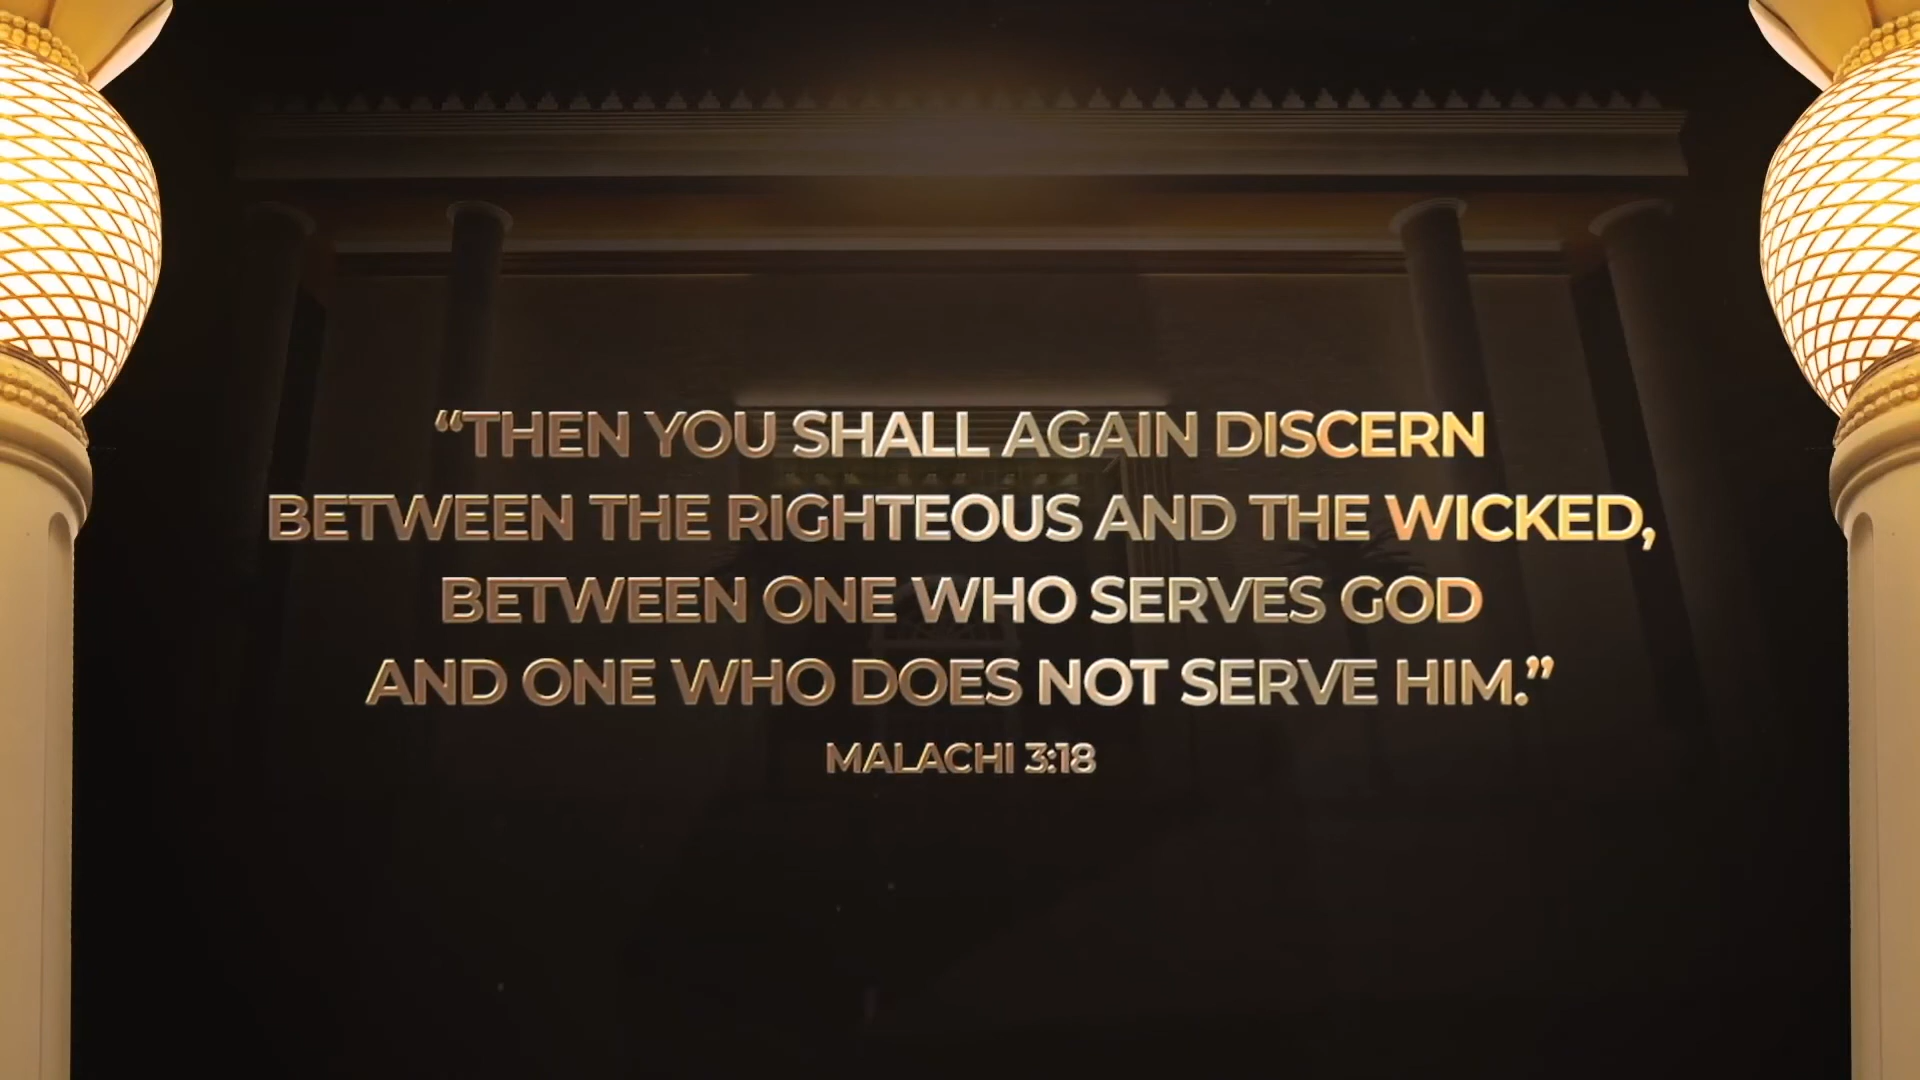 “THEN YOU SHALL AGAIN DISCERN
BETWEEN THE RIGHTEOUS AND THE WICKED,
BETWEEN ONE WHO SERVES GOD
AND ONE WHO DOES NOT SERVE HIM.”
MALACHI 3:18